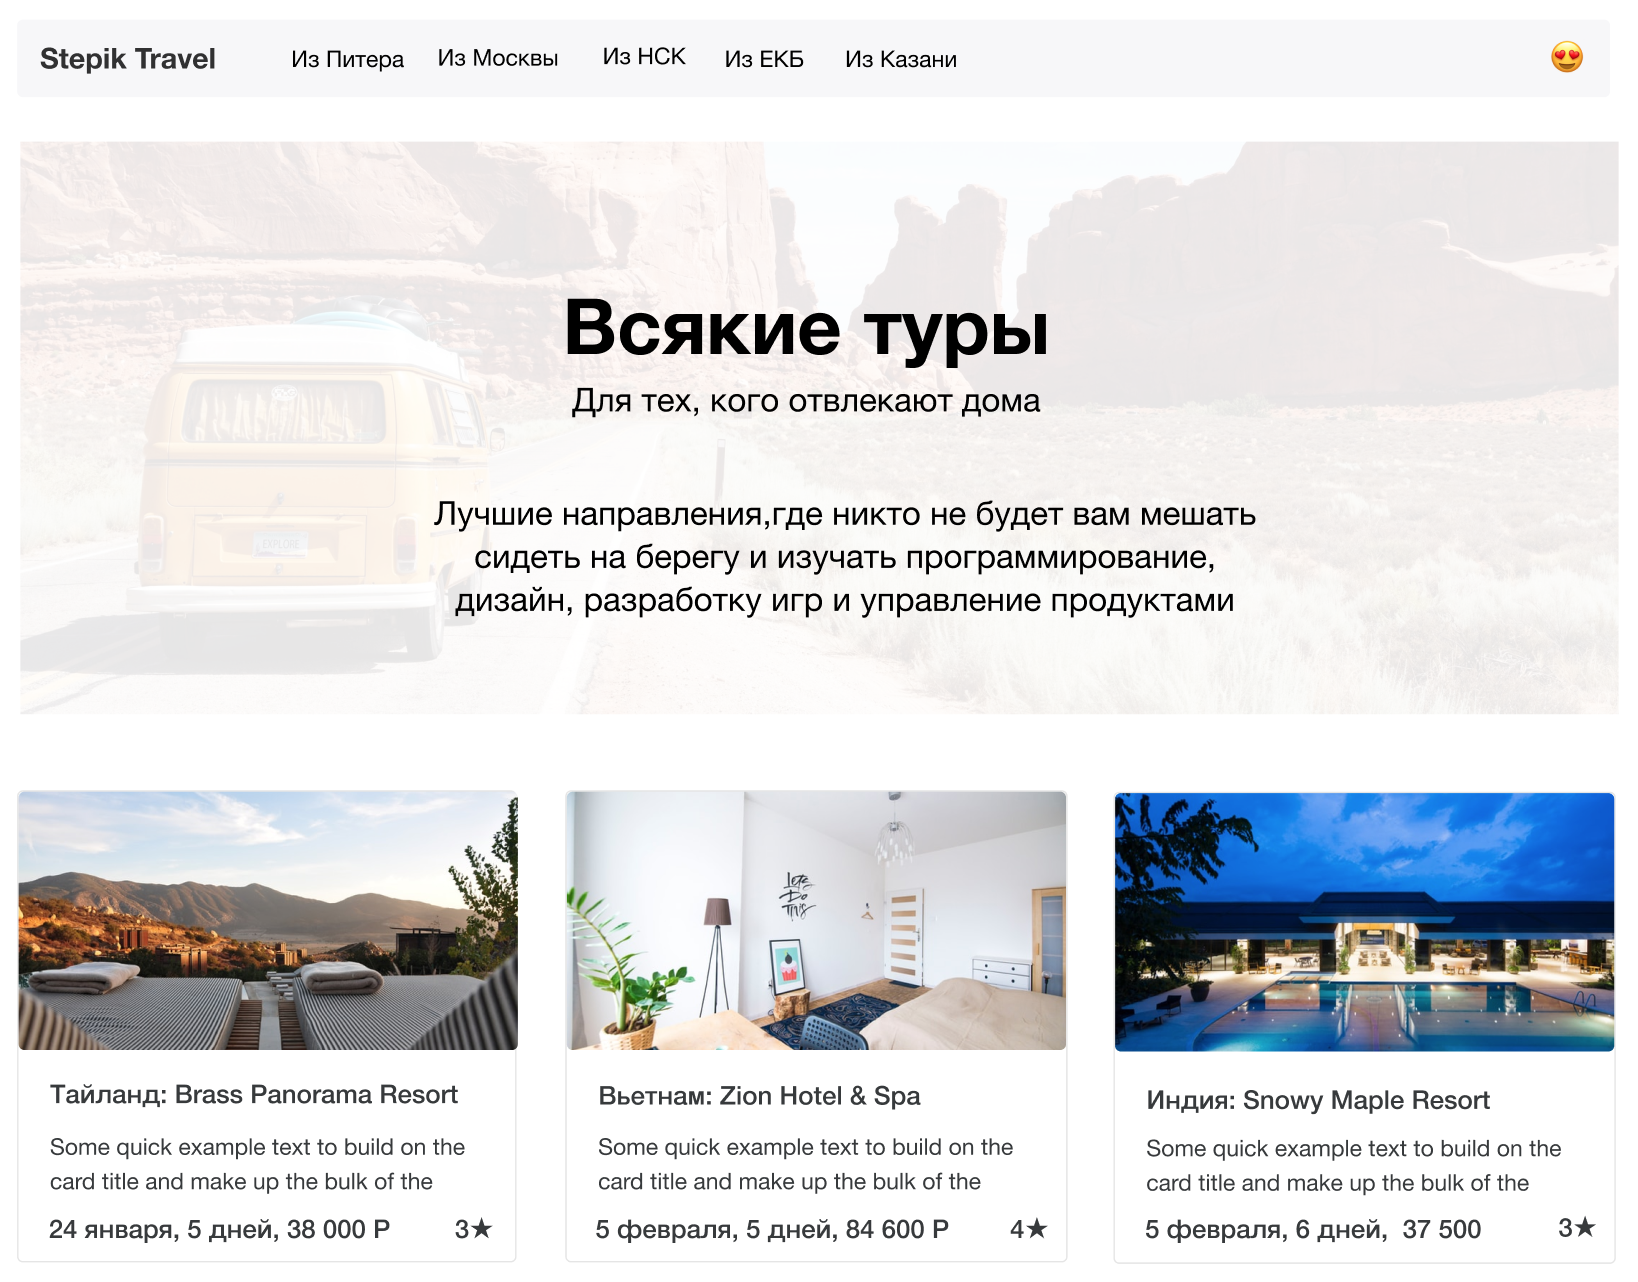 Stepik Travel
Из Питера
Из Москвы
Из НСК
Из ЕКБ
Из Казани
Всякие туры
Для тех, кого отвлекают дома
Лучшие направления,где никто не будет вам мешать
сидеть на берегу и изучать программирование,
дизайн, разработку игр и управление продуктами
EXPLORE
Let's
Do
This
Тайланд: Brass Panorama Resort
Some quick example text to build on the
card title and make up the bulk of the
24 января, 5 дней, 38 000 Р
3★
Вьетнам: Zion Hotel & Spa
Some quick example text to build on the
card title and make up the bulk of the
5 февраля, 5 дней, 84 600 Р
4★
Индия: Snowy Maple Resort
Some quick example text to build on the
card title and make up the bulk of the
5 февраля, 6 дней,  37 500
3★